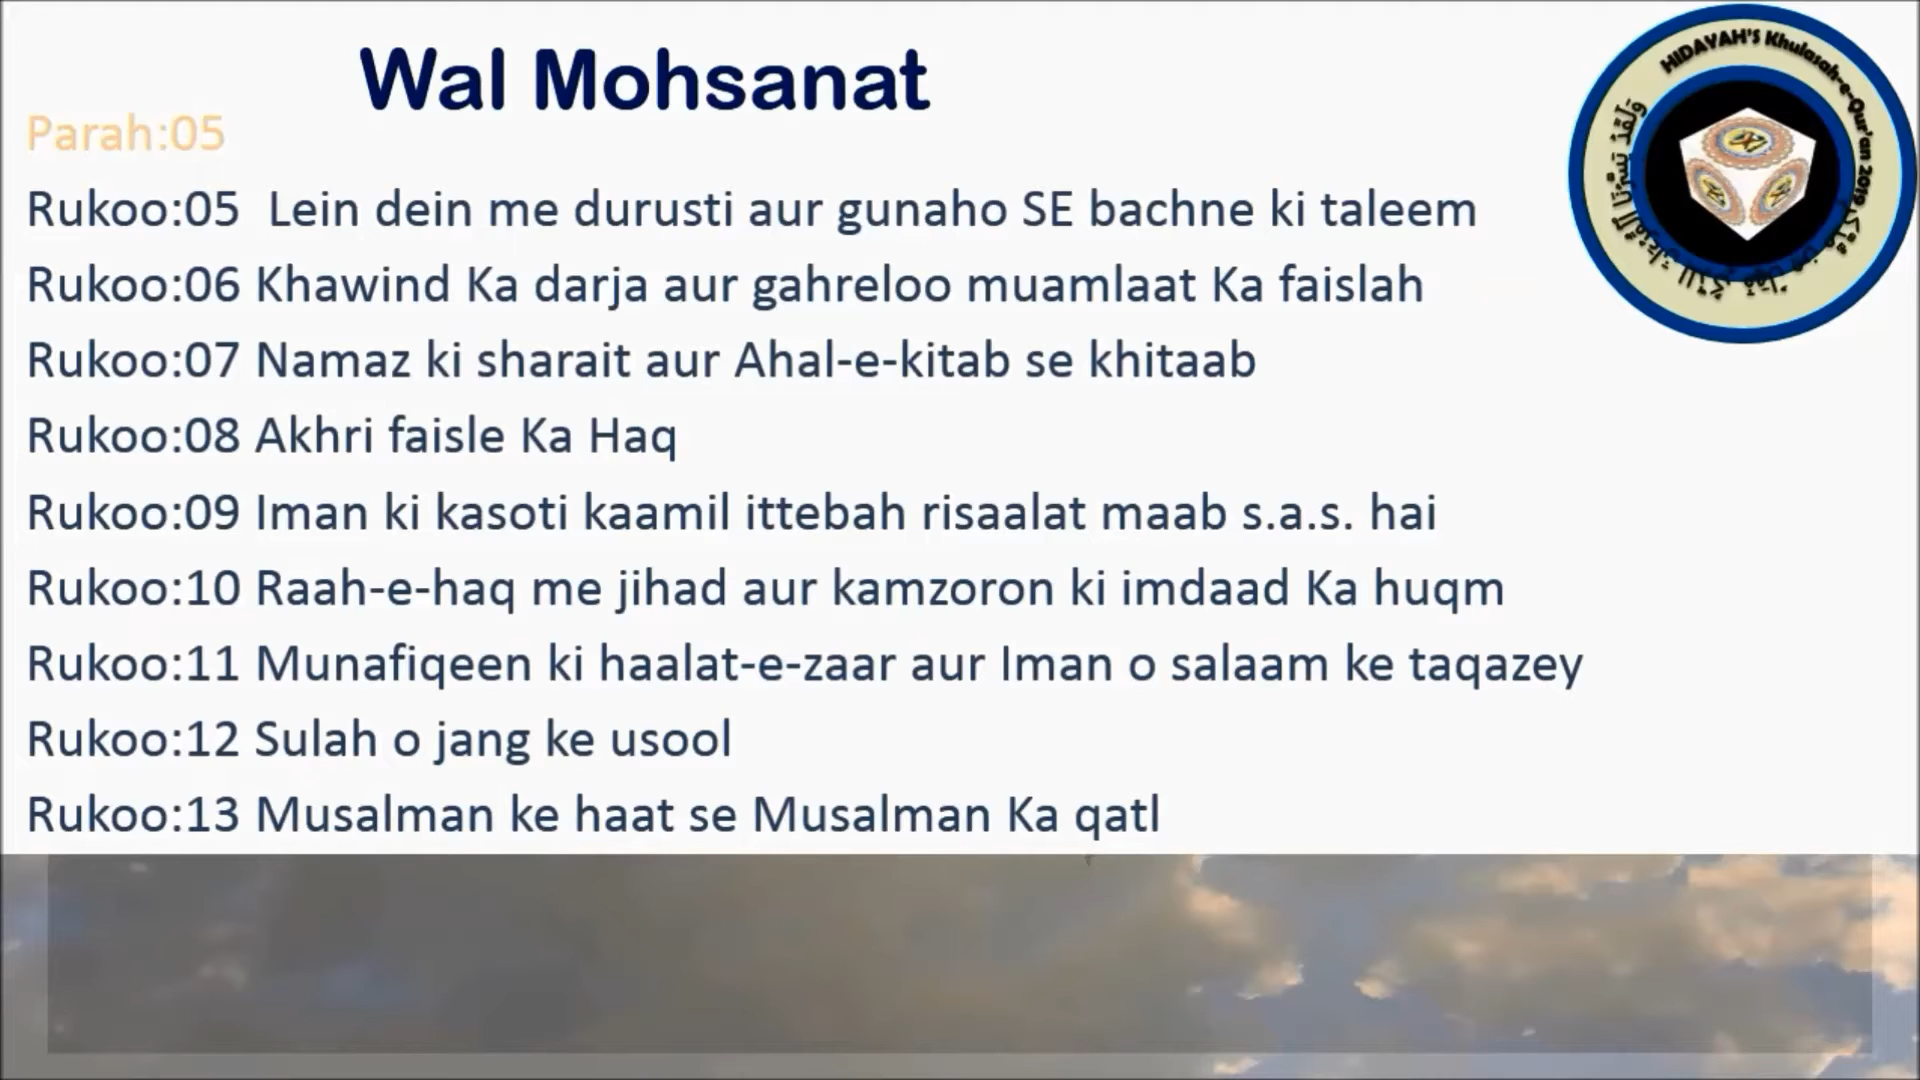 Wal Mohsanat
Parah:05
Rukoo:05 Lein dein me durusti aur gunaho SE bachne ki taleem
Rukoo:06 Khawind Ka darja aur gahreloo muamlaat Ka faislah
Rukoo:07 Namaz ki sharait aur Ahal-e-kitab se khitaab
Rukoo:08 Akhri faisle Ka Haq
Rukoo:09 Iman ki kasoti kaamil ittebah risaalat maab s.a.s. hai
Rukoo:10 Raah-e-haq me jihad aur kamzoron ki imdaad Ka huqm
Rukoo:11 Munafiqeen ki haalat-e-zaar aur Iman o salaam ke taqazey
Rukoo:12 Sulah o jang ke usool
Rukoo:13 Musalman ke haat se Musalman Ka qatl
HIDAYAH'S Khulasah-e-Qur'an 2019